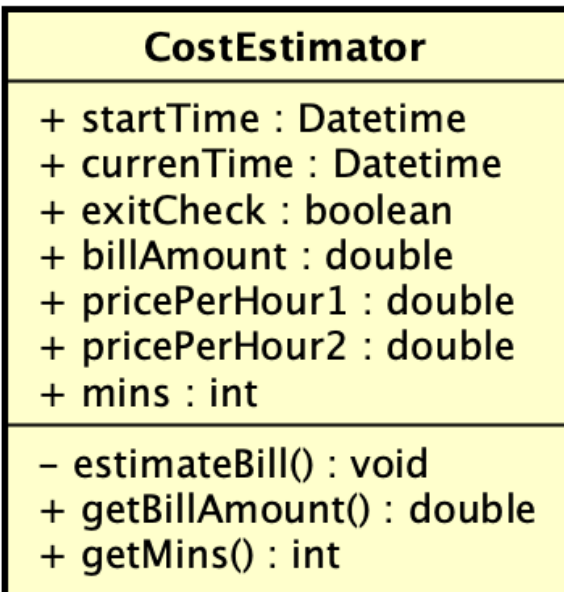 CostEstimator
+ startTime : Datetime
+ currenTime : Datetime
+ exitCheck : boolean
+ billAmount : double
+ pricePerHour1 : double
+ pricePerHour2 : double
+ mins : int
– estimateBill() : void
+ getBillAmount() : double
+ getMins() : int